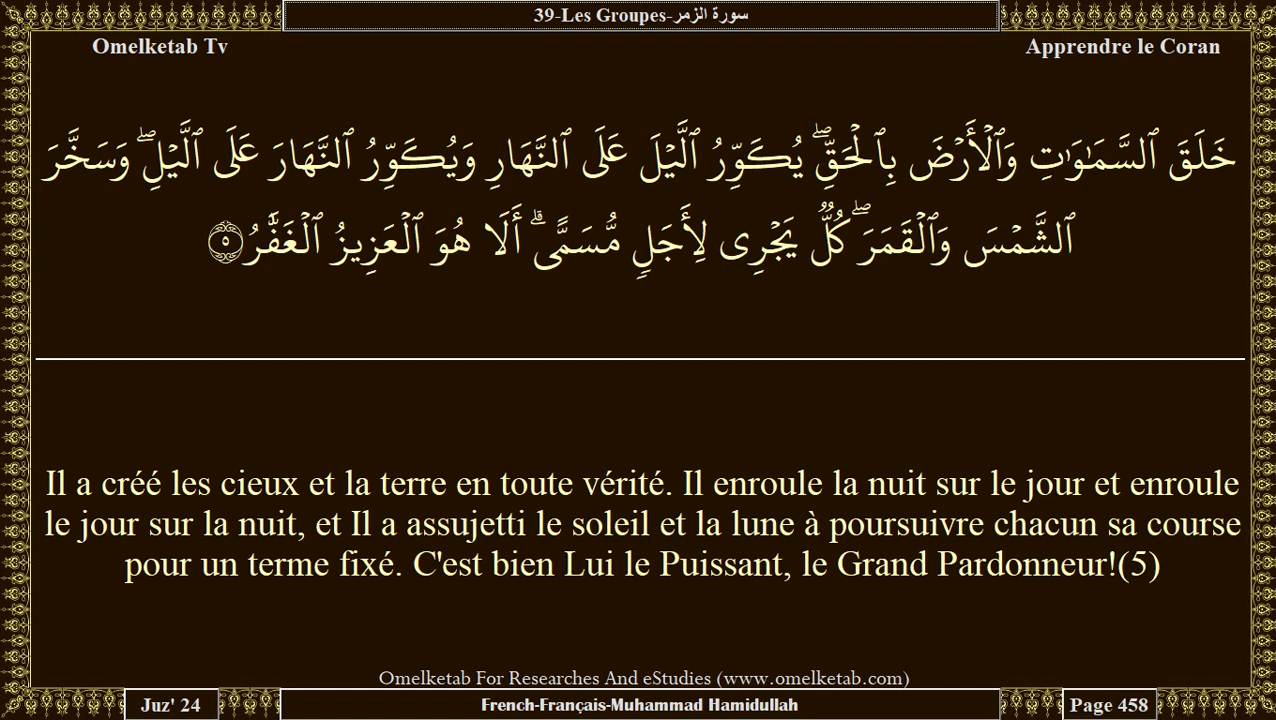 39-Les Groupes-سورة الزمر
Omelketab Tv
Apprendre le Coran
خَلَقَ ٱلسَّمَـٰوَٰتِ وَٱلْأَرْضَ بِٱلْحَقِّ ۖ يُكَوِّرُ ٱلَّيْلَ عَلَى ٱلنَّهَارِ وَيُكَوِّرُ ٱلنَّهَارَ عَلَى ٱلَّيْلِ ۖ وَسَخَّرَ
ٱلشَّمْسَ وَٱلْقَمَرَ ۖ كُلٌّ يَجْرِى لِأَجَلٍ مُّسَمًّى ۗ أَلَا هُوَ ٱلْعَزِيزُ ٱلْغَفَّـٰرُ ٥
Il a créé les cieux et la terre en toute vérité. Il enroule la nuit sur le jour et enroule
le jour sur la nuit, et Il a assujetti le soleil et la lune à poursuivre chacun sa course
pour un terme fixé. C'est bien Lui le Puissant, le Grand Pardonneur!(5)
Omelketab For Researches And eStudies (www.omelketab.com)
Juz' 24
French-Français-Muhammad Hamidullah
Page 458